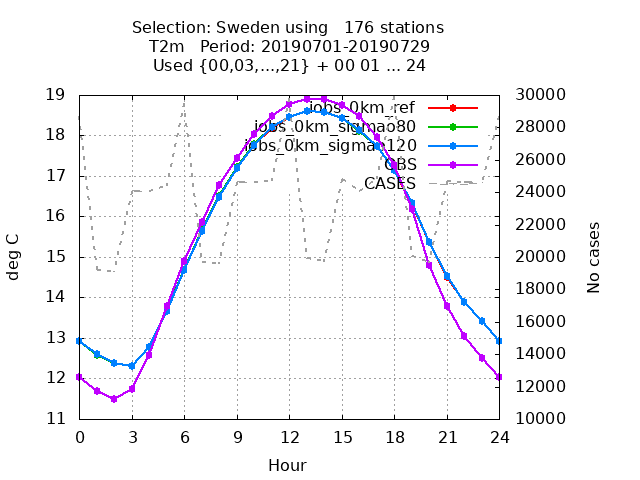 Selection: Sweden using   176 stations
T2m   Period: 20190701-20190729
Used {00,03,...,21} + 00 01 ... 24
19
18
17
16
15
14
13
12
11
deg C
30000
28000
26000
24000
22000
20000
18000
16000
14000
12000
10000
No cases
iobs_0km_ref
iobs_0km_sigmao80
iobs_0km_sigmao120
OBS
CASES
0 3 6 9 12 15 18 21 24
Hour